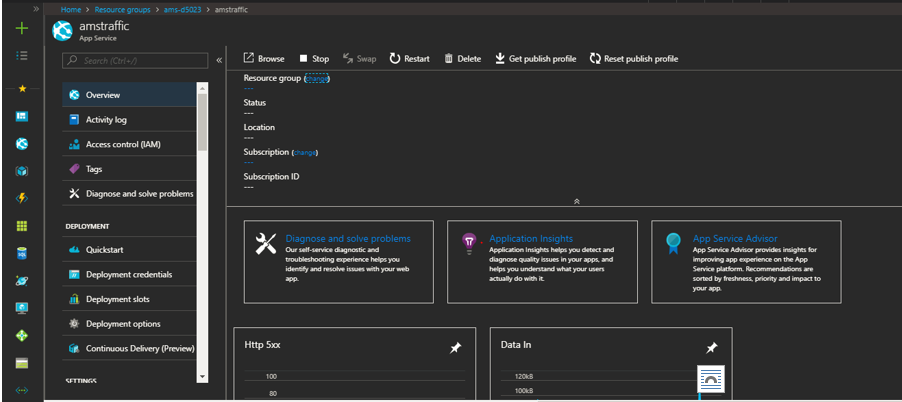 Home > Resource groups > ams-d5023 > amstraffic
amstraffic
App Service
Search (Ctrl+/)
Overview
Activity log
Access control (IAM)
Tags
Diagnose and solve problems
DEPLOYMENT
Quickstart
Deployment credentials
Deployment slots
Deployment options
Continuous Delivery (Preview)
SETTINGS
Browse Stop Swap Restart Delete Get publish profile Reset publish profile
Resource group (change)
---
Status
---
Location
---
Subscription (change)
---
Subscription ID
---
Diagnose and solve problems
Our self-service diagnostic and
troubleshooting experience helps you
identify and resolve issues with your web
app.
Application Insights
Application Insights helps you detect and
diagnose quality issues in your apps, and
helps you understand what your users
actually do with it.
App Service Advisor
App Service Advisor provides insights for
improving app experience on the App
Service platform. Recommendations are
sorted by freshness, priority and impact to
your app.
Http 5xx
100
80
Data In
120kB
100kB